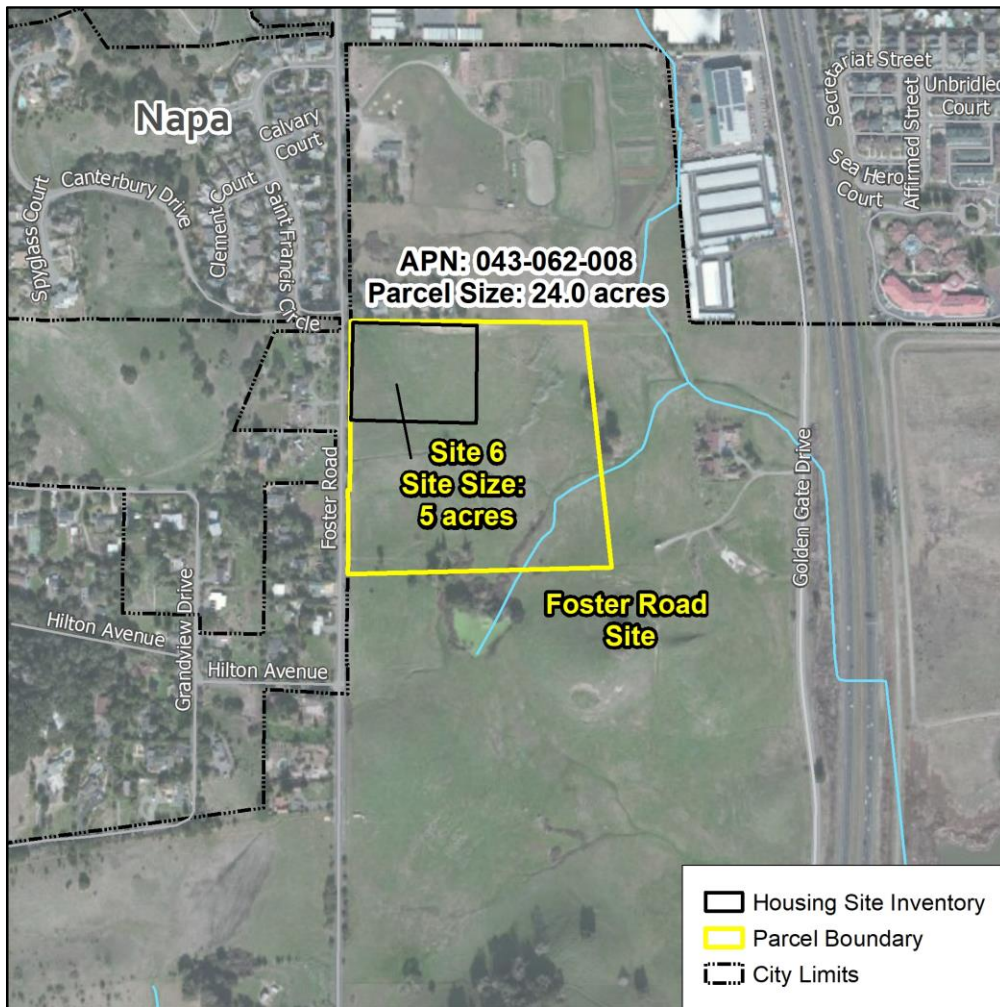 Napa
Calvary
Court
Canterbury Drive
Clement Court
Saint Francis
Circle
Spyglass Court
Secretariat Street
Unbridled
Court
Affirmed Street
Sea Hero
Court
APN: 043-062-008
Parcel Size: 24.0 acres
Site 6
Site Size:
5 acres
Foster Road
Golden Gate Drive
Grandview Drive
Hilton Avenue
Hilton Avenue
Foster Road
Site
Housing Site Inventory
Parcel Boundary
City Limits